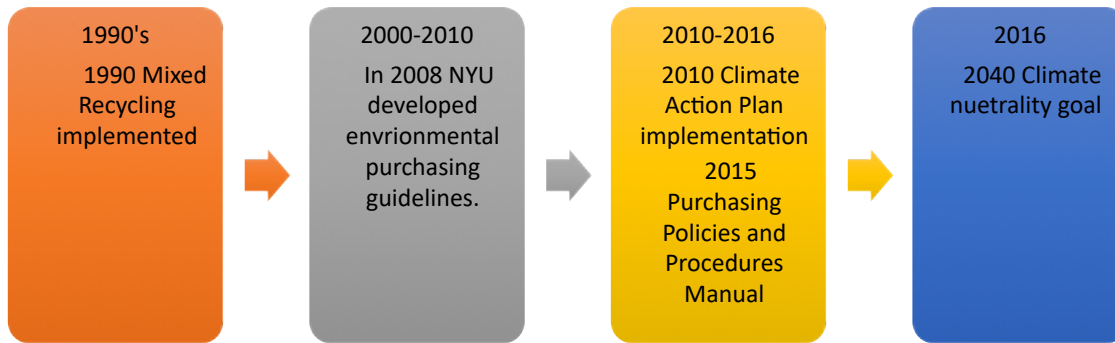 1990's
1990 Mixed
Recycling
implemented
2000-2010
In 2008 NYU
developed
envrionmental
purchasing
guidelines.
2010-2016
2010 Climate
Action Plan
implementation
2015
Purchasing
Policies and
Procedures
Manual
2016
2040 Climate
nuetrality goal